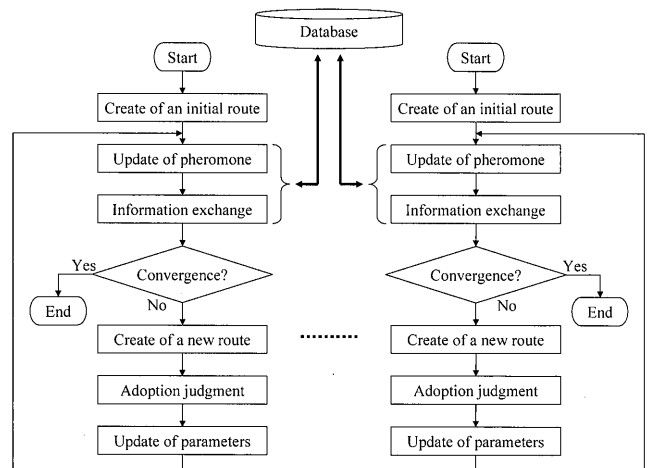 Database
Start
Create of an initial route
Update of pheromone
Information exchange
Convergence?
Yes
End
No
Create of a new route
Adoption judgment
Update of parameters
Start
Create of an initial route
Update of pheromone
Information exchange
Convergence?
Yes
End
No
Create of a new route
Adoption judgment
Update of parameters